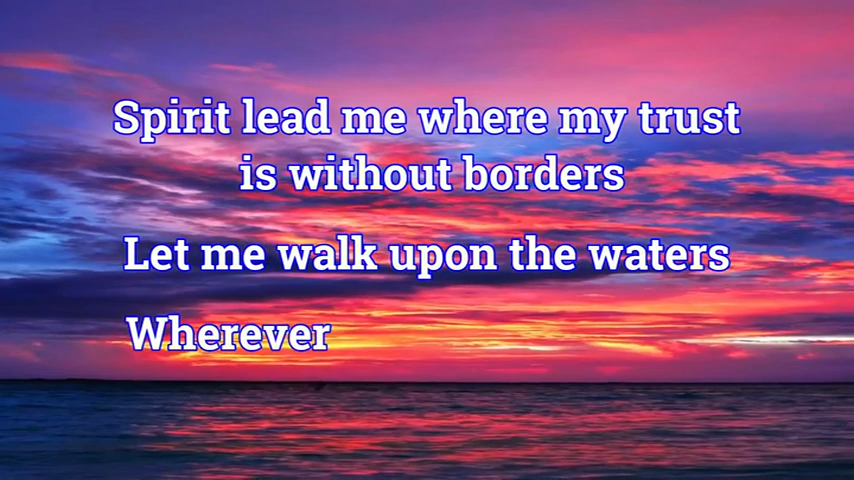 Spirit lead me where my trust
is without borders
Let me walk upon the waters
Wherever